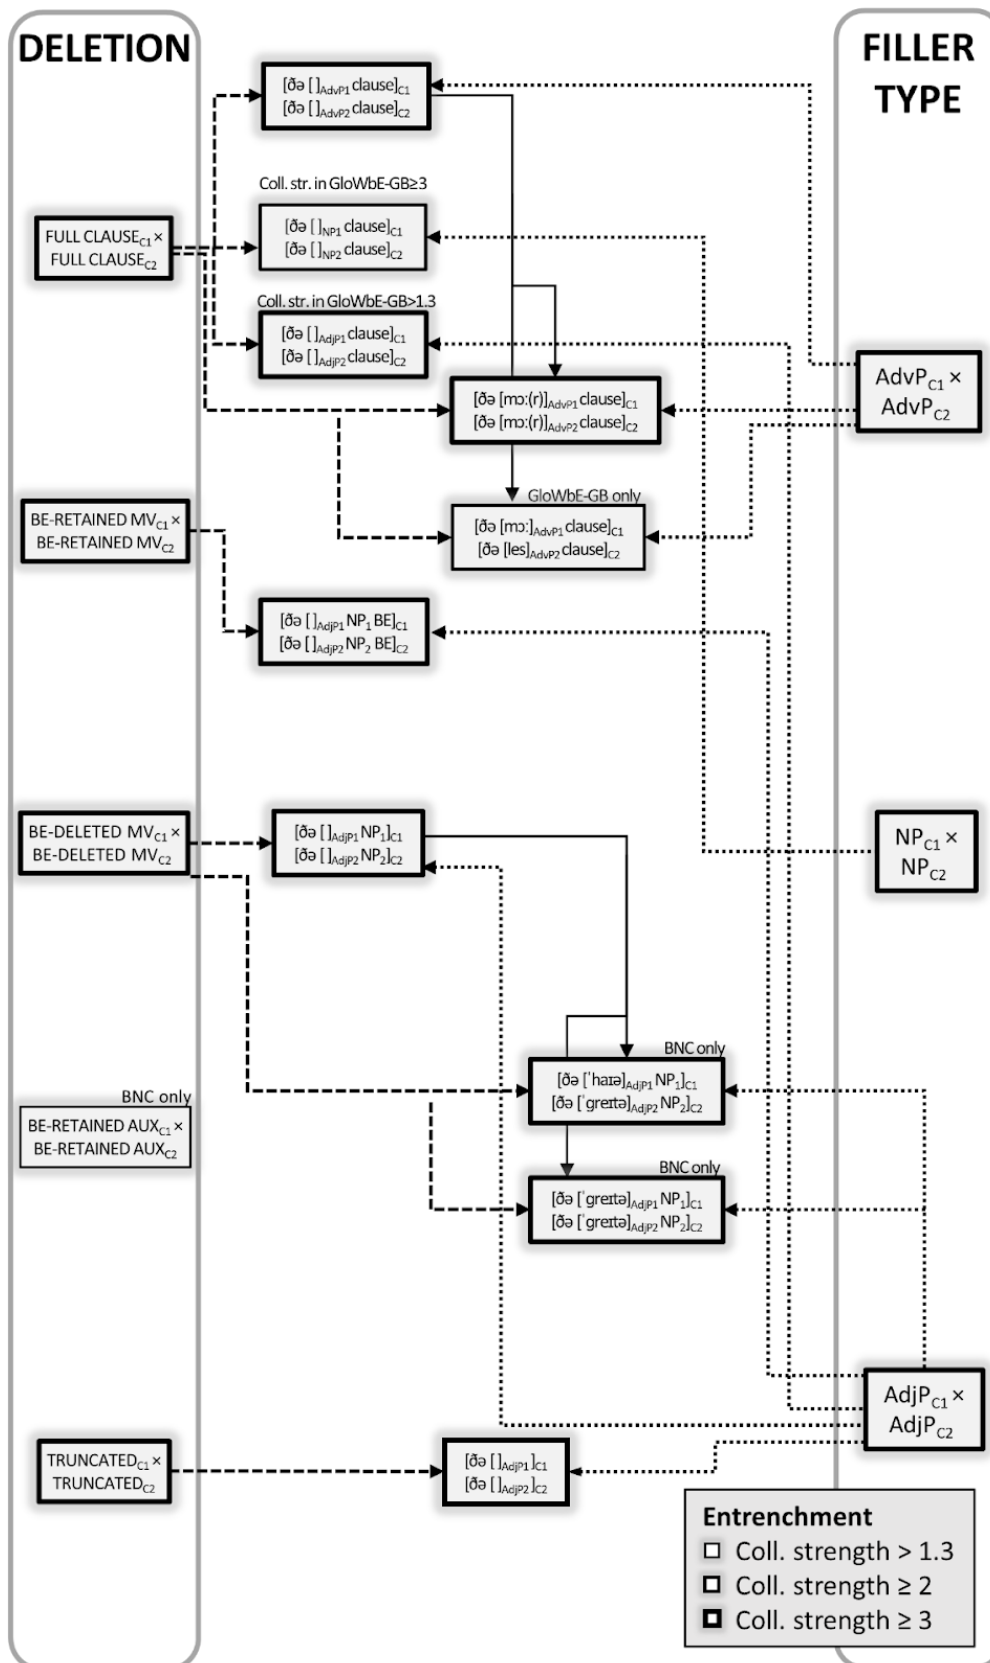 DELETION
FILLER
TYPE
[ðə [ ]AdvP1 clause]C1
[ðə [ ]AdvP2 clause]C2
Coll. str. in GloWbE-GB≥3
FULL CLAUSEC1 ×
FULL CLAUSEC2
[ðə [ ]NP1 clause]C1
[ðə [ ]NP2 clause]C2
Coll. str. in GloWbE-GB>1.3
[ðə [ ]AdjP1 clause]C1
[ðə [ ]AdjP2 clause]C2
AdvPC1 ×
AdvPC2
[ðə [mɔ:(r)]AdvP1 clause]C1
[ðə [mɔ:(r)]AdvP2 clause]C2
GloWbE-GB only
BE-RETAINED MVC1 ×
BE-RETAINED MVC2
[ðə [mɔ:]AdvP1 clause]C1
[ðə [les]AdvP2 clause]C2
[ðə [ ]AdjP1 NP1 BE]C1
[ðə [ ]AdjP2 NP2 BE]C2
BE-DELETED MVC1 ×
BE-DELETED MVC2
[ðə [ ]AdjP1 NP1]C1
[ðə [ ]AdjP2 NP2]C2
NPC1 ×
NPC2
BNC only
[ðə [ˈhaɪə]AdjP1 NP1]C1
[ðə [ˈgreɪtə]AdjP2 NP2]C2
BNC only
BE-RETAINED AUXC1 ×
BE-RETAINED AUXC2
BNC only
[ðə [ˈgreɪtə]AdjP1 NP1]C1
[ðə [ˈgreɪtə]AdjP2 NP2]C2
AdjPC1 ×
AdjPC2
TRUNCATEDC1 ×
TRUNCATEDC2
[ðə [ ]AdjP1]C1
[ðə [ ]AdjP2]C2
Entrenchment
Coll. strength > 1.3
Coll. strength ≥ 2
Coll. strength ≥ 3